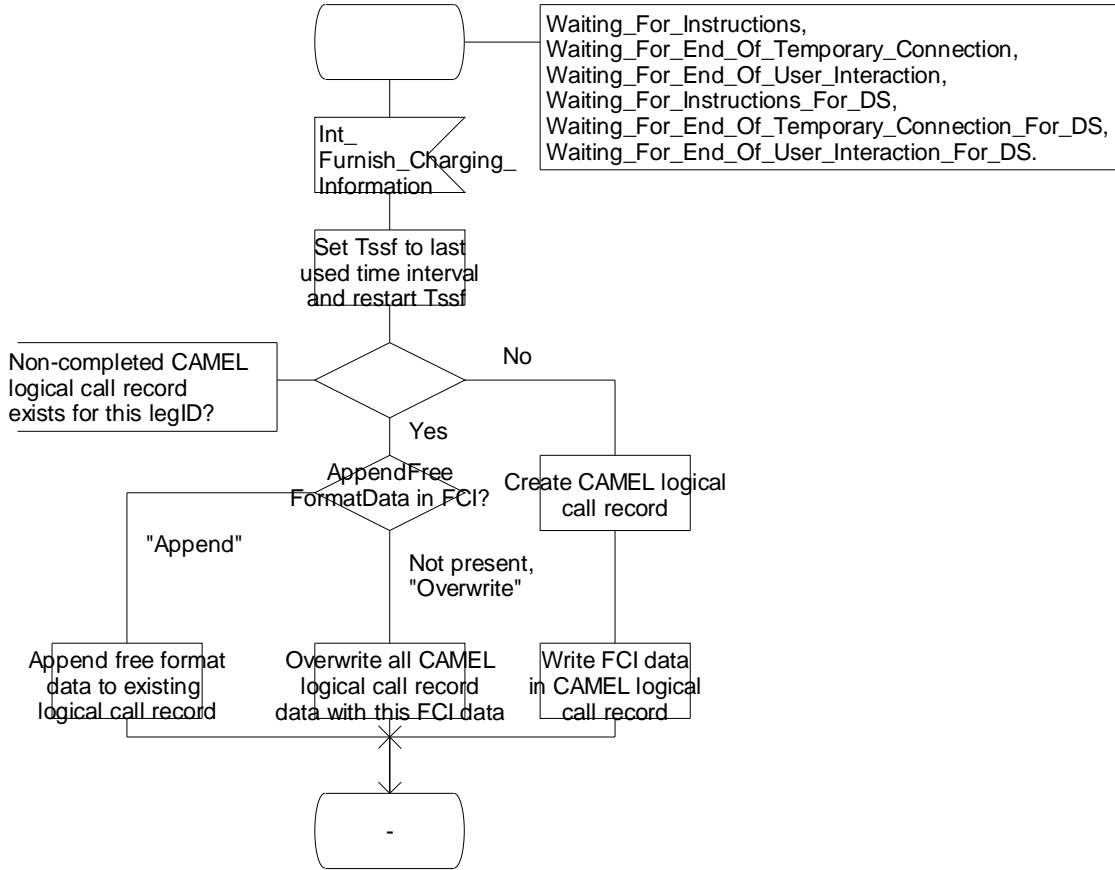 Waiting_For_Instructions,
Waiting_For_End_Of_Temporary_Connection,
Waiting_For_End_Of_User_Interaction,
Waiting_For_Instructions_For_DS,
Waiting_For_End_Of_Temporary_Connection_For_DS,
Waiting_For_End_Of_User_Interaction_For_DS.
Int_
Furnish_Charging_
Information
Set Tssf to last
used time interval
and restart Tssf
Non-completed CAMEL
logical call record
exists for this legID?
No
Yes
AppendFree
FormatData in FCI?
Create CAMEL logical
call record
"Append"
Not present,
"Overwrite"
Append free format
data to existing
logical call record
Overwrite all CAMEL
logical call record
data with this FCI data
Write FCI data
in CAMEL logical
call record
-